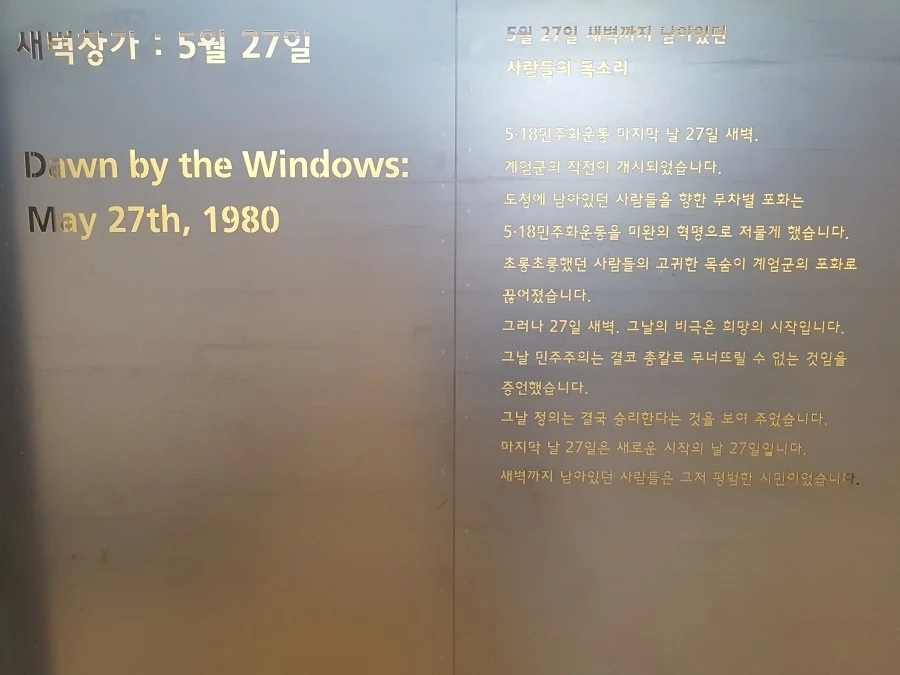 새벽창가 : 5월 27일
Dawn by the Windows:
May 27th, 1980
5월 27일 새벽까지 남아있던
사람들의 목소리
5·18민주화운동 마지막 날 27일 새벽.
계엄군의 작전이 개시되었습니다.
도청에 남아있던 사람들을 향한 무차별 포화는
5·18민주화운동을 미완의 혁명으로 저물게 했습니다.
초롱초롱했던 사람들의 고귀한 목숨이 계엄군의 포화로
끊어졌습니다.
그러나 27일 새벽. 그날의 비극은 희망의 시작입니다.
그날 민주주의는 결코 총칼로 무너뜨릴 수 없는 것임을
증언했습니다.
그날 정의는 결국 승리한다는 것을 보여 주었습니다.
마지막 날 27일은 새로운 시작의 날 27일입니다.
새벽까지 남아있던 사람들은 그저 평범한 시민이었습니다.